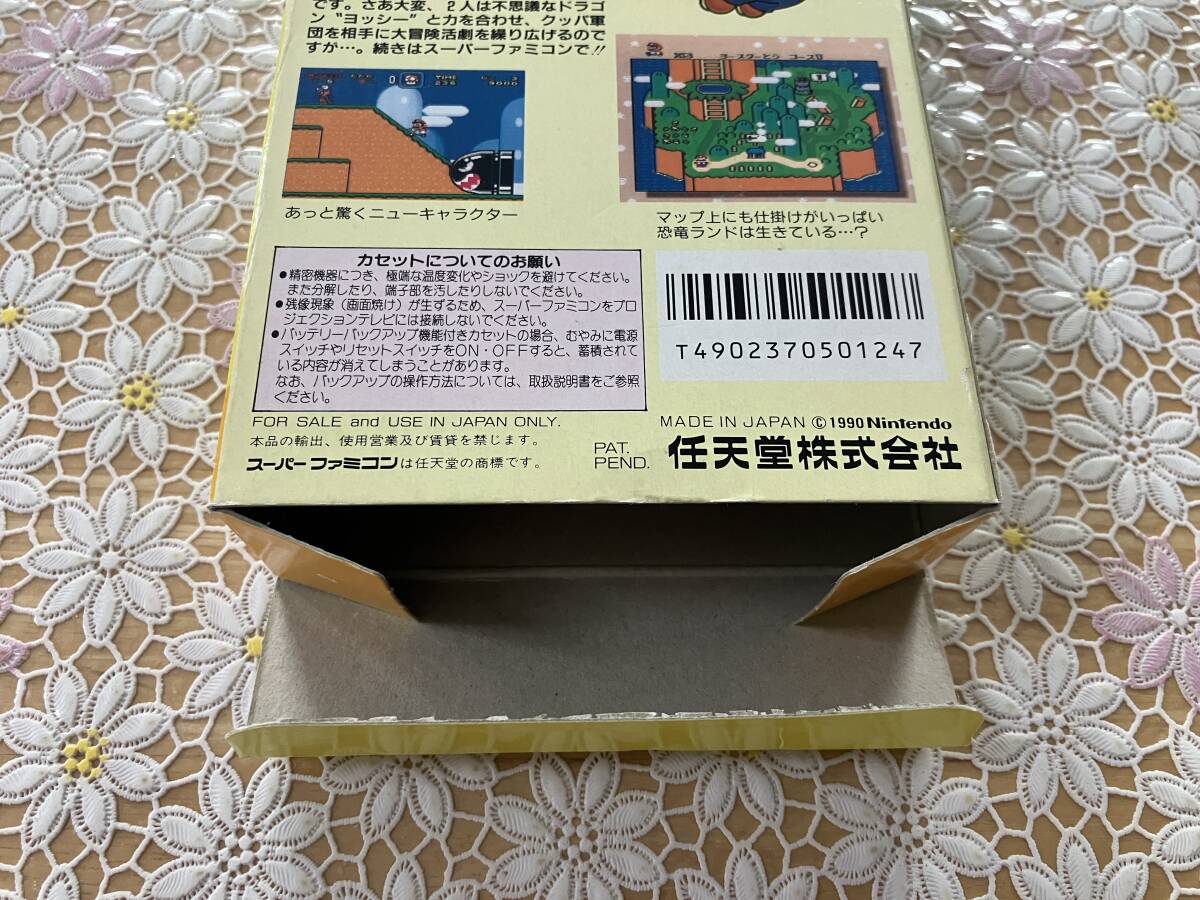 です。さあ大変、2人は不思議なドラゴ
ン“ヨッシー”と力を合わせ、クッパ軍
団を相手に大冒険活劇を繰り広げるので
すが…。続きはスーパーファミコンで!!
TIME
236
3000
あっと驚くニューキャラクター
マップ上にも仕掛けがいっぱい
恐竜ランドは生きている…?
カセットについてのお願い
●精密機器につき、極端な温度変化やショックを避けてください。
また分解したり、端子部を汚したりしないでください。
●残像現象(画面焼け)が生ずるため、スーパーファミコンをプロ
ジェクションテレビには接続しないでください。
●バッテリーバックアップ機能付きカセットの場合、むやみに電源
スイッチやリセットスイッチをON・OFFすると、蓄積されて
いる内容が消えてしまうことがあります。
なお、バックアップの操作方法については、取扱説明書をご参照
ください。
T4902370501247
FOR SALE and USE IN JAPAN ONLY.
本品の輸出、使用営業及び賃貸を禁じます。
スーパーファミコンは任天堂の商標です。
PAT.
PEND.
MADE IN JAPAN ©1990 Nintendo
任天堂株式会社